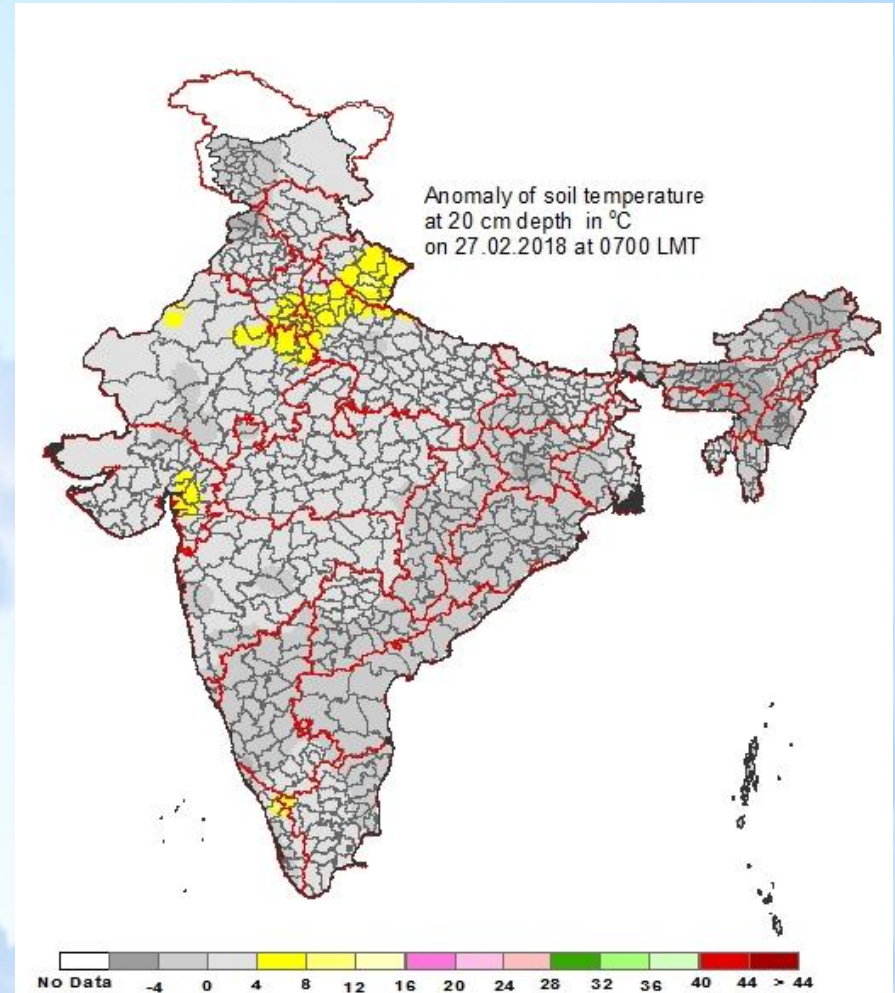 Anomaly of soil temperature
at 20 cm depth in ⁰C
on 27.02.2018 at 0700 LMT
No Data -4 0 4 8 12 16 20 24 28 32 36 40 44 > 44